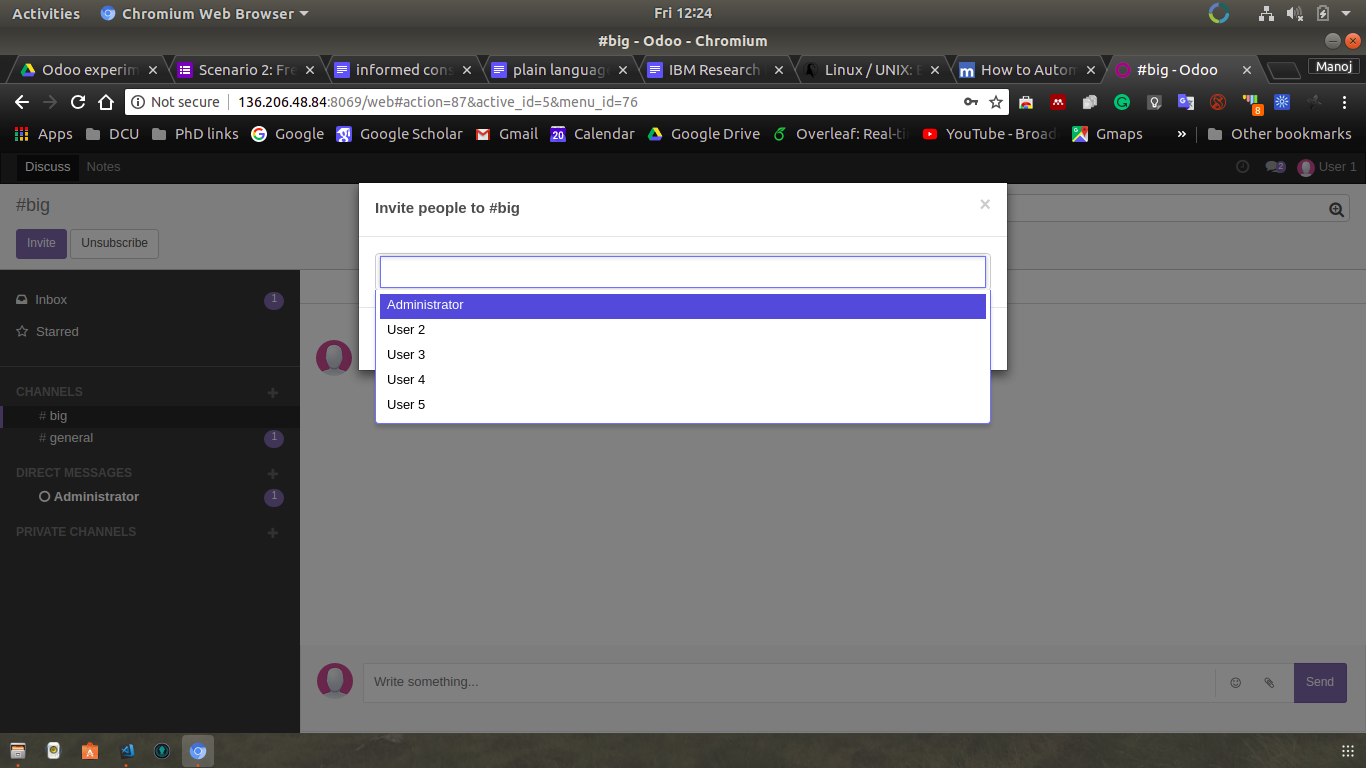 Activities
Chromium Web Browser
Fri 12:24
#big - Odoo - Chromium
Odoo experim
Scenario 2: Fre
informed cons
plain language
IBM Research
Linux / UNIX: E
How to Autom
#big - Odoo
Manoj
Not secure
136.206.48.84:8069/web#action=87&active_id=5&menu_id=76
8
Apps
DCU
PhD links
Google
Google Scholar
Gmail
20
Calendar
Google Drive
Overleaf: Real-ti
YouTube - Broad
Gmaps
»
Other bookmarks
Discuss
Notes
2
User 1
#big
Invite
Unsubscribe
Invite people to #big
×
Administrator
User 2
User 3
User 4
User 5
Inbox
1
Starred
CHANNELS
# big
# general
1
DIRECT MESSAGES
Administrator
1
PRIVATE CHANNELS
Write something...
Send